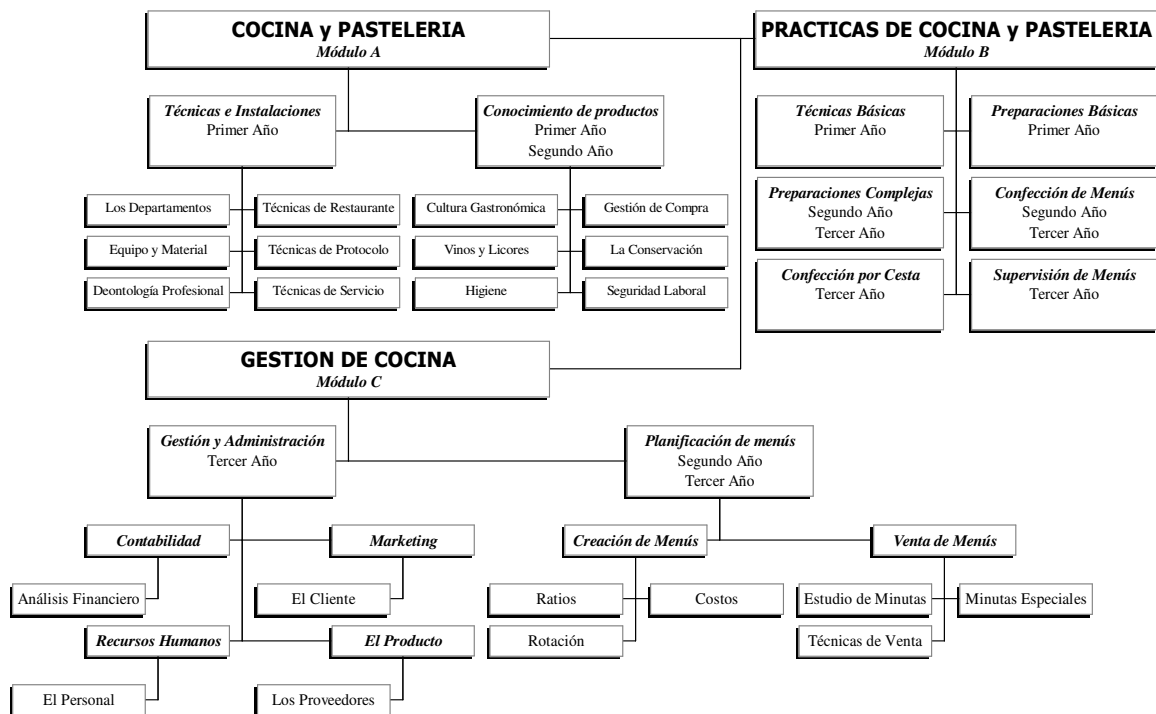 COCINA y PASTELERIA
Módulo A
PRACTICAS DE COCINA y PASTELERIA
Módulo B
Técnicas e Instalaciones
Primer Año
Conocimiento de productos
Primer Año
Segundo Año
Técnicas Básicas
Primer Año
Preparaciones Básicas
Primer Año
Los Departamentos
Técnicas de Restaurante
Cultura Gastronómica
Gestión de Compra
Equipo y Material
Técnicas de Protocolo
Vinos y Licores
La Conservación
Deontología Profesional
Técnicas de Servicio
Higiene
Seguridad Laboral
Preparaciones Complejas
Segundo Año
Tercer Año
Confección de Menús
Segundo Año
Tercer Año
Confección por Cesta
Tercer Año
Supervisión de Menús
Tercer Año
GESTION DE COCINA
Módulo C
Gestión y Administración
Tercer Año
Planificación de menús
Segundo Año
Tercer Año
Contabilidad
Marketing
Creación de Menús
Venta de Menús
Análisis Financiero
El Cliente
Ratios
Costos
Estudio de Minutas
Minutas Especiales
Recursos Humanos
El Producto
Rotación
Técnicas de Venta
El Personal
Los Proveedores